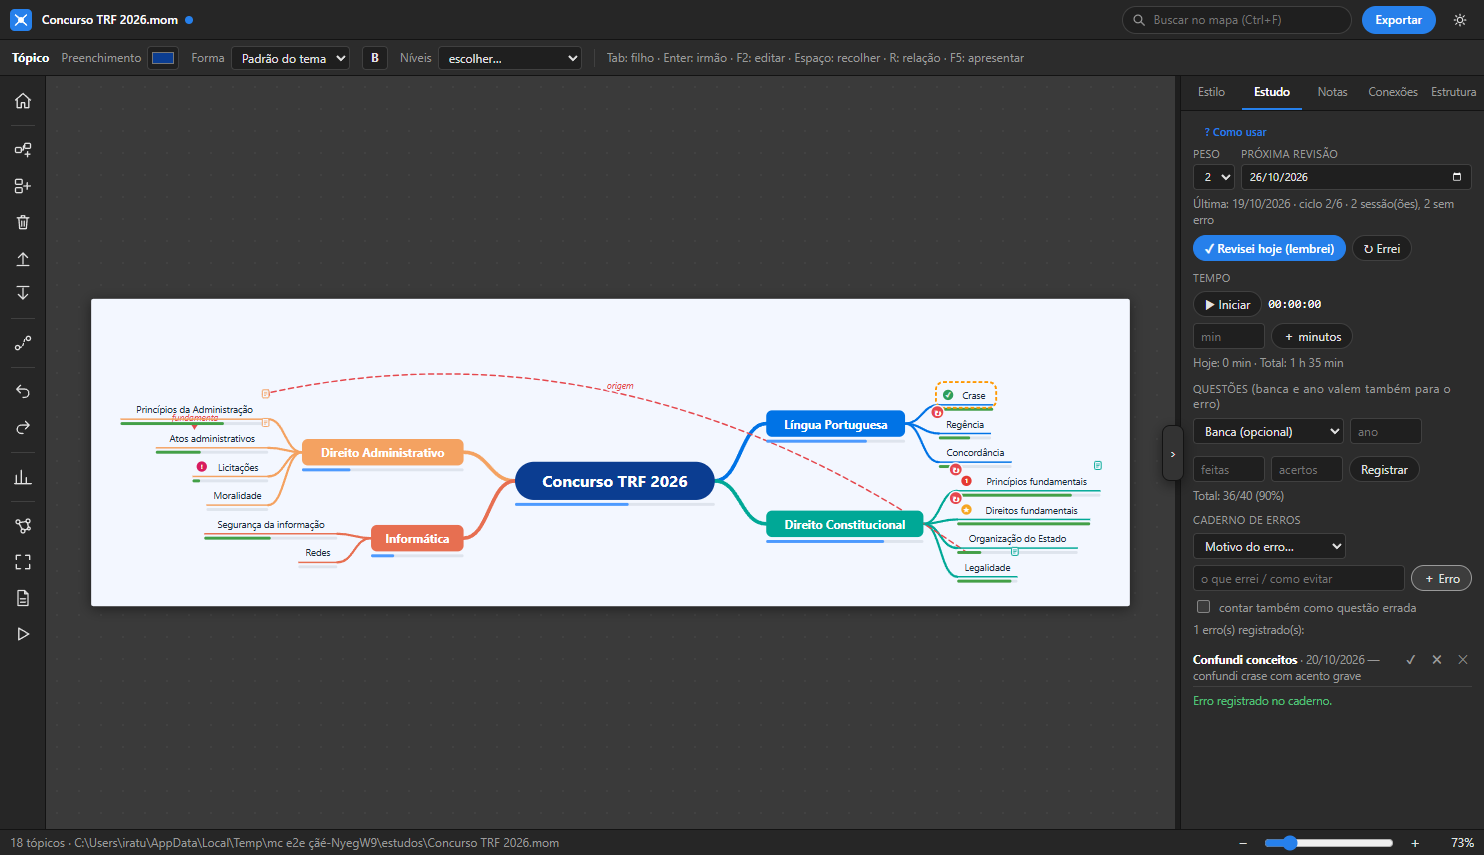 Concurso TRF 2026.mom
Buscar no mapa (Ctrl+F)
Exportar
Tópico
Preenchimento
Forma
Padrão do tema
B
Níveis
escolher...
Tab: filho · Enter: irmão · F2: editar · Espaço: recolher · R: relação · F5: apresentar
Estilo
Estudo
Notas
Conexões
Estrutura
? Como usar
PESO
PRÓXIMA REVISÃO
2
26/10/2026
Última: 19/10/2026 · ciclo 2/6 · 2 sessão(ões), 2 sem
erro
✓ Revisei hoje (lembrei)
↻ Errei
TEMPO
▶ Iniciar
00:00:00
min
+ minutos
Hoje: 0 min · Total: 1 h 35 min
QUESTÕES (banca e ano valem também para o
erro)
Banca (opcional)
ano
feitas
acertos
Registrar
Total: 36/40 (90%)
CADERNO DE ERROS
Motivo do erro...
o que errei / como evitar
+ Erro
contar também como questão errada
1 erro(s) registrado(s):
Confundi conceitos · 20/10/2026 —
confundi crase com acento grave
Erro registrado no caderno.
origem
Princípios da Administração
fundamenta
Atos administrativos
Licitações
Moralidade
Direito Administrativo
Segurança da informação
Redes
Informática
Concurso TRF 2026
Língua Portuguesa
Crase
Regência
Concordância
Direito Constitucional
1
Princípios fundamentais
Direitos fundamentais
Organização do Estado
Legalidade
18 tópicos · C:\Users\iratu\AppData\Local\Temp\mc e2e çãé-NyegW9\estudos\Concurso TRF 2026.mom
73%